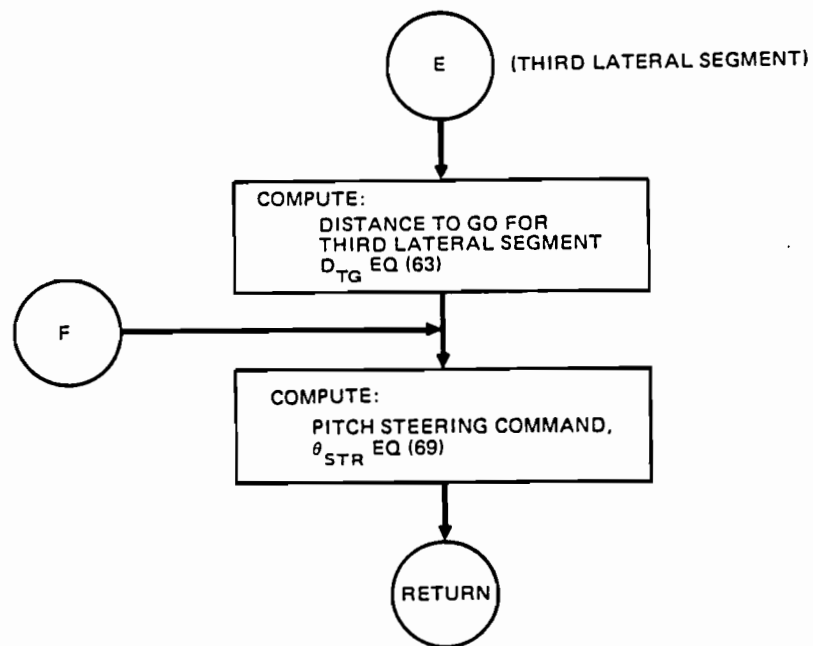 E
(THIRD LATERAL SEGMENT)
COMPUTE:
DISTANCE TO GO FOR
THIRD LATERAL SEGMENT
D_TG EQ (63)
F
COMPUTE:
PITCH STEERING COMMAND,
θ_STR EQ (69)
RETURN